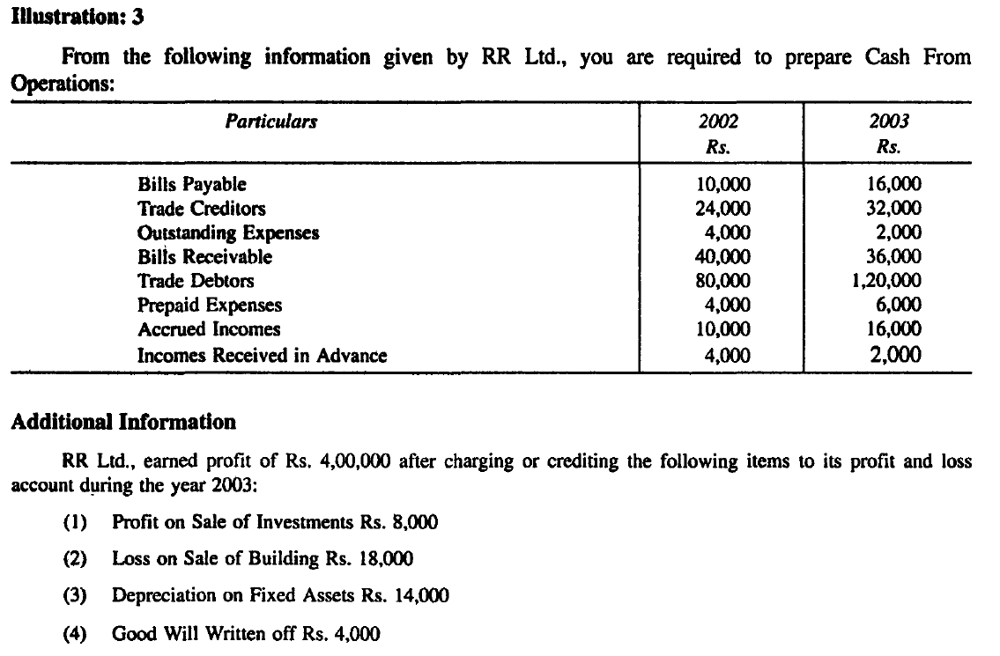 Illustration: 3
From the following information given by RR Ltd., you are required to prepare Cash From
Operations:
Particulars 2002 2003
Rs. Rs.
Bills Payable 10,000 16,000
Trade Creditors 24,000 32,000
Outstanding Expenses 4,000 2,000
Bills Receivable 40,000 36,000
Trade Debtors 80,000 1,20,000
Prepaid Expenses 4,000 6,000
Accrued Incomes 10,000 16,000
Incomes Received in Advance 4,000 2,000
Additional Information
RR Ltd., earned profit of Rs. 4,00,000 after charging or crediting the following items to its profit and loss
account during the year 2003:
(1) Profit on Sale of Investments Rs. 8,000
(2) Loss on Sale of Building Rs. 18,000
(3) Depreciation on Fixed Assets Rs. 14,000
(4) Good Will Written off Rs. 4,000